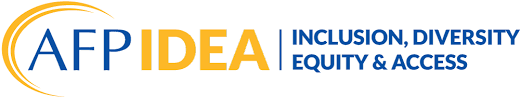 AFP IDEA | INCLUSION, DIVERSITY
EQUITY & ACCESS